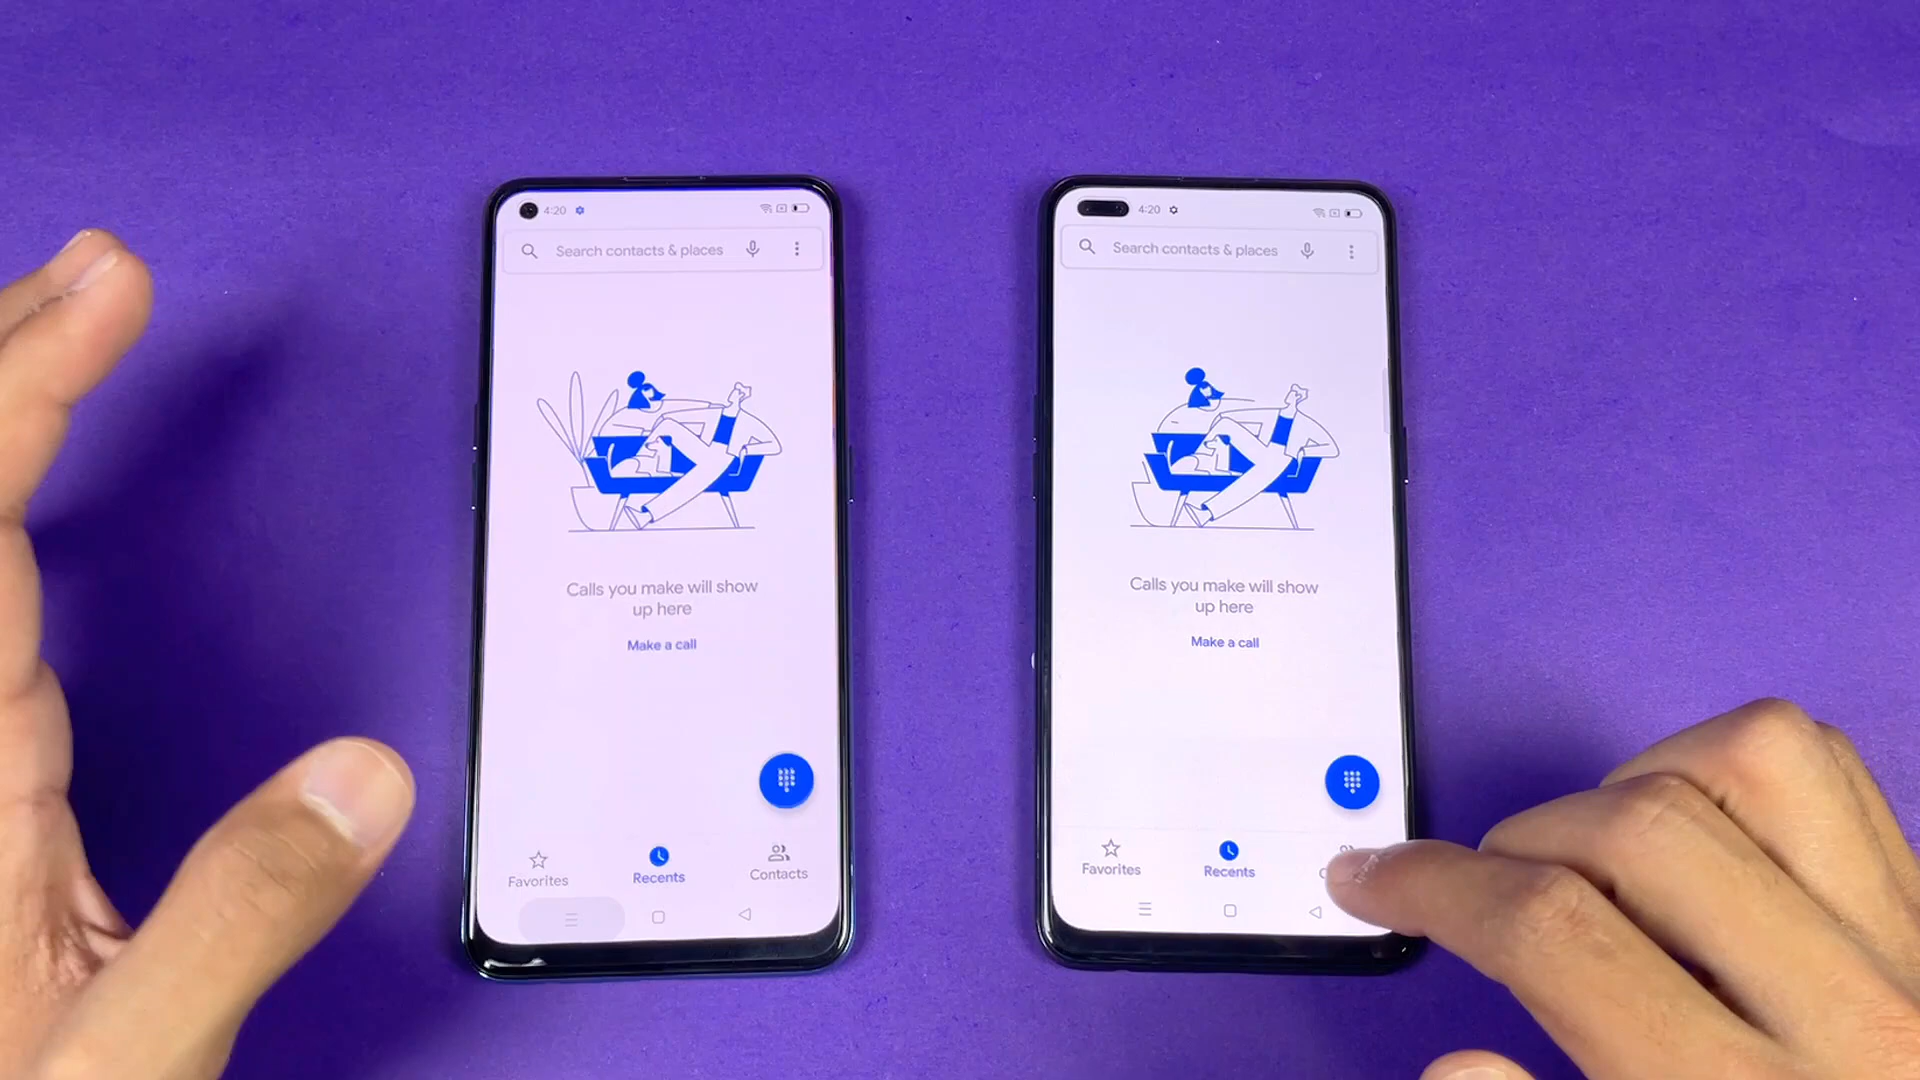 4:20
Search contacts & places
Calls you make will show
up here
Make a call
Favorites
Recents
Contacts
4:20
Search contacts & places
Calls you make will show
up here
Make a call
Favorites
Recents